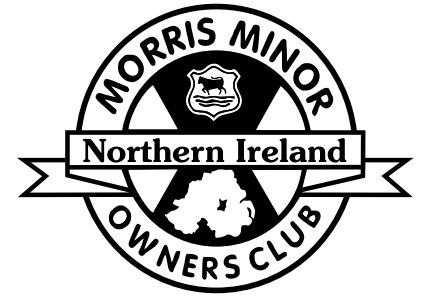 MORRIS MINOR
Northern Ireland
OWNERS CLUB